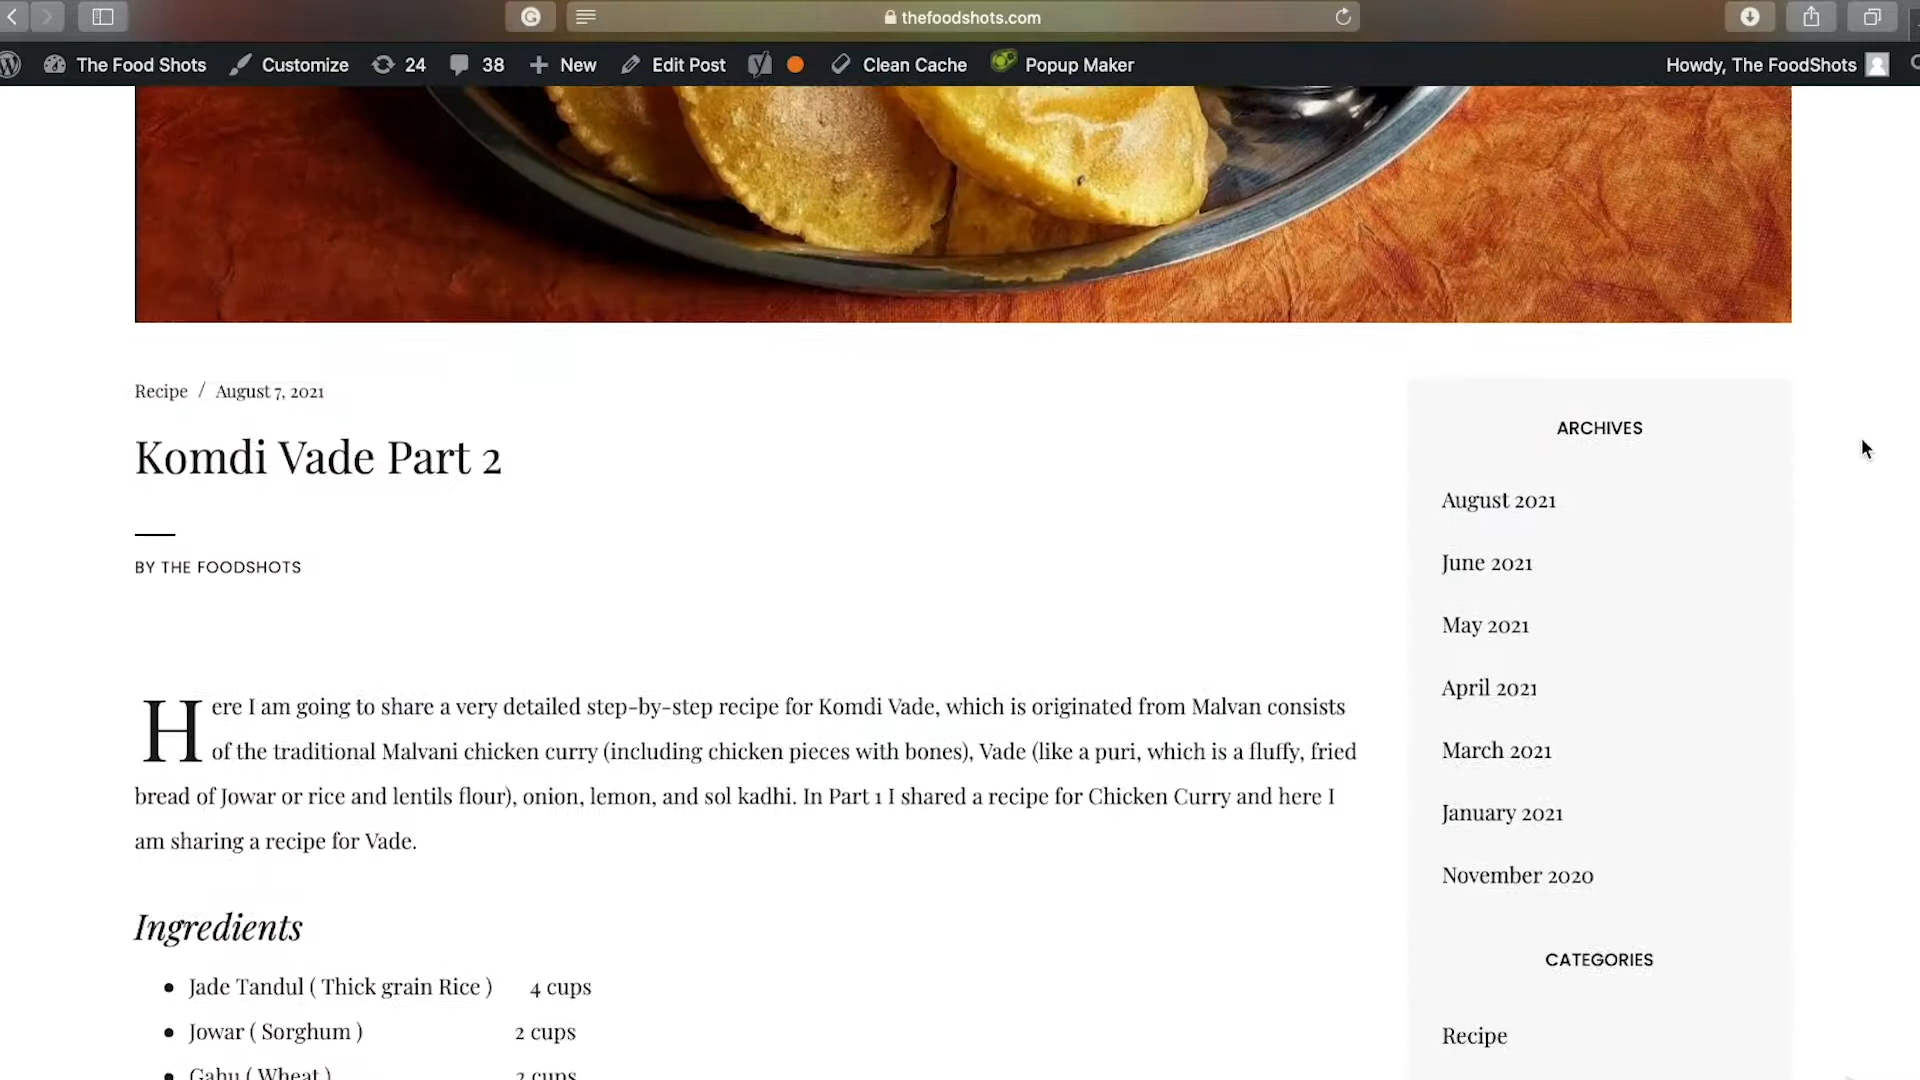 thefoodshots.com
The Food Shots Customize 24 38 New Edit Post Clean Cache Popup Maker Howdy, The FoodShots
Recipe / August 7, 2021
Komdi Vade Part 2
BY THE FOODSHOTS
Here I am going to share a very detailed step-by-step recipe for Komdi Vade, which is originated from Malvan consists
of the traditional Malvani chicken curry (including chicken pieces with bones), Vade (like a puri, which is a fluffy, fried
bread of Jowar or rice and lentils flour), onion, lemon, and sol kadhi. In Part 1 I shared a recipe for Chicken Curry and here I
am sharing a recipe for Vade.
Ingredients
Jade Tandul ( Thick grain Rice ) 4 cups
Jowar ( Sorghum ) 2 cups
Gahu ( Wheat ) 2 cups
ARCHIVES
August 2021
June 2021
May 2021
April 2021
March 2021
January 2021
November 2020
CATEGORIES
Recipe